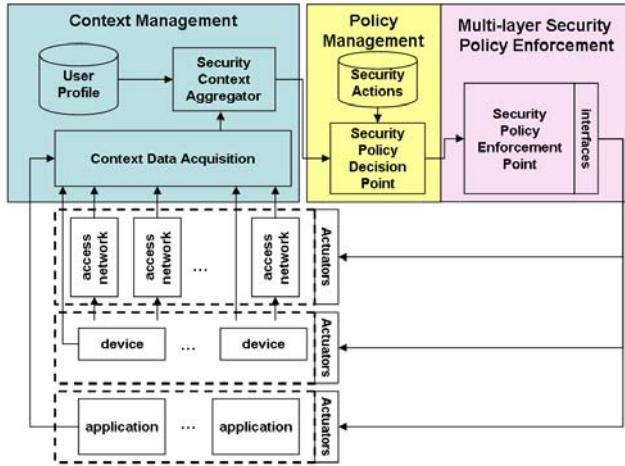 Context Management
Policy
Management
Multi-layer Security
Policy Enforcement
User
Profile
Security
Context
Aggregator
Security
Actions
Context Data Acquisition
Security
Policy
Decision
Point
Security
Policy
Enforcement
Point
interfaces
access
network
access
network
...
access
network
Actuators
device
...
device
Actuators
application
...
application
Actuators